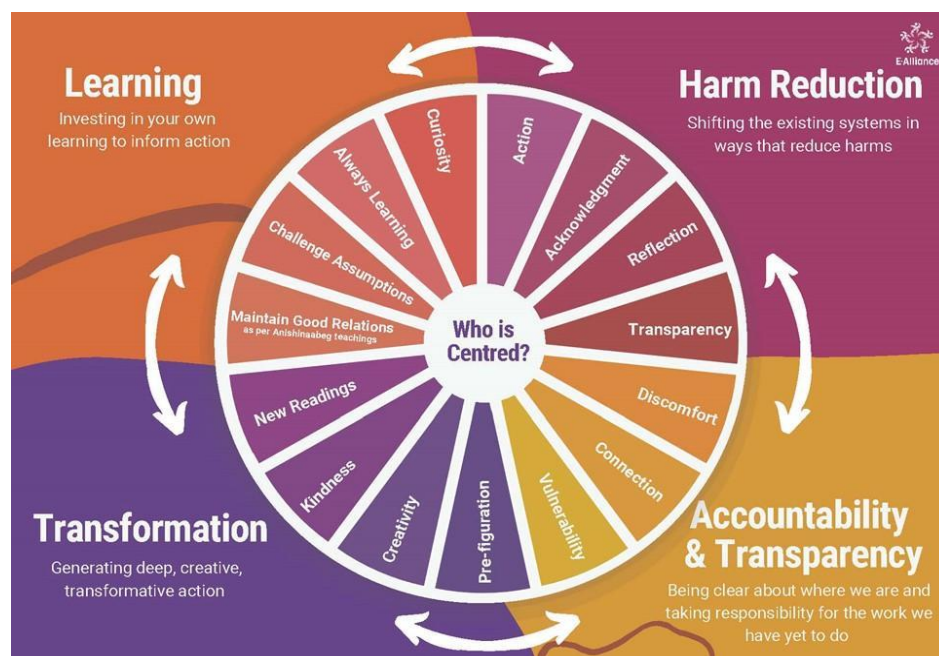 Learning
Investing in your own
learning to inform action
E-Alliance
Harm Reduction
Shifting the existing systems in
ways that reduce harms
Curiosity
Action
Always Learning
Acknowledgment
Challenge Assumptions
Reflection
Maintain Good Relations
as per Anishinaabeg teachings
Transparency
Who is
Centred?
New Readings
Discomfort
Kindness
Connection
Creativity
Pre-figuration
Vulnerability
Transformation
Generating deep, creative,
transformative action
Accountability
& Transparency
Being clear about where we are and
taking responsibility for the work we
have yet to do